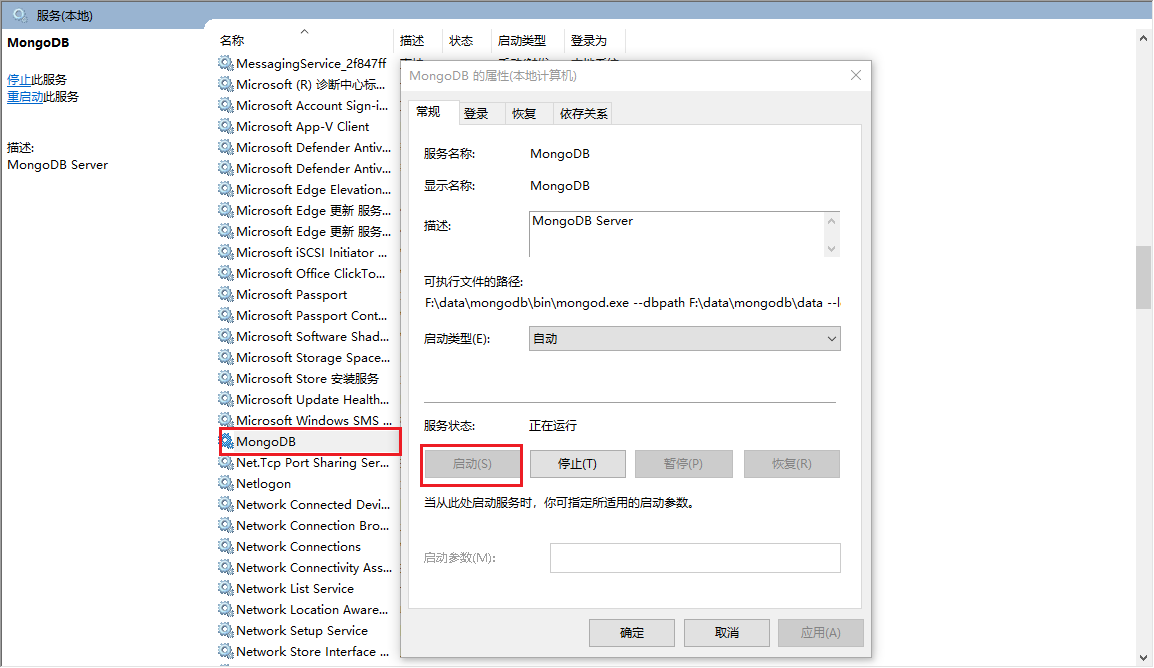 服务(本地)
MongoDB
停止此服务
重启动此服务
描述:
MongoDB Server
名称 描述 状态 启动类型 登录为
MessagingService_2f847ff
Microsoft (R) 诊断中心标...
Microsoft Account Sign-i...
Microsoft App-V Client
Microsoft Defender Antiv...
Microsoft Defender Antiv...
Microsoft Edge Elevation...
Microsoft Edge 更新 服务...
Microsoft Edge 更新 服务...
Microsoft iSCSI Initiator ...
Microsoft Office ClickTo...
Microsoft Passport
Microsoft Passport Cont...
Microsoft Software Shad...
Microsoft Storage Space...
Microsoft Store 安装服务
Microsoft Update Health...
Microsoft Windows SMS ...
MongoDB
Net.Tcp Port Sharing Ser...
Netlogon
Network Connected Devi...
Network Connection Bro...
Network Connections
Network Connectivity Ass...
Network List Service
Network Location Aware...
Network Setup Service
Network Store Interface ...
MongoDB 的属性(本地计算机)
常规 登录 恢复 依存关系
服务名称: MongoDB
显示名称: MongoDB
描述: MongoDB Server
可执行文件的路径:
F:\data\mongodb\bin\mongod.exe --dbpath F:\data\mongodb\data --l
启动类型(E): 自动
服务状态: 正在运行
启动(S) 停止(T) 暂停(P) 恢复(R)
当从此处启动服务时，你可指定所适用的启动参数。
启动参数(M):
确定 取消 应用(A)